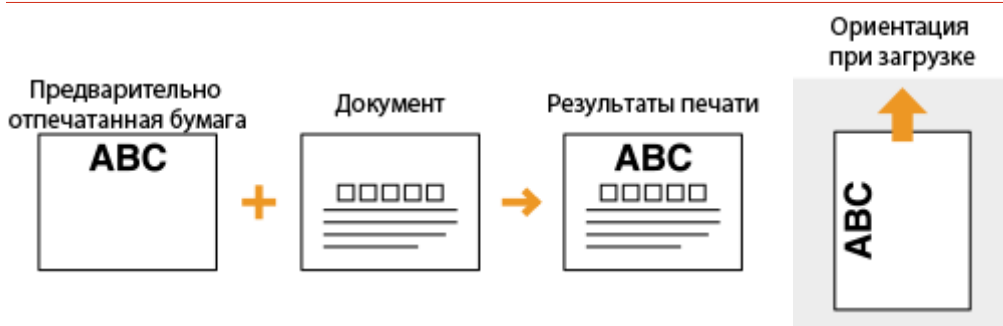 Ориентация
при загрузке
Предварительно
отпечатанная бумага
Документ
Результаты печати
ABC
ABC
ABC